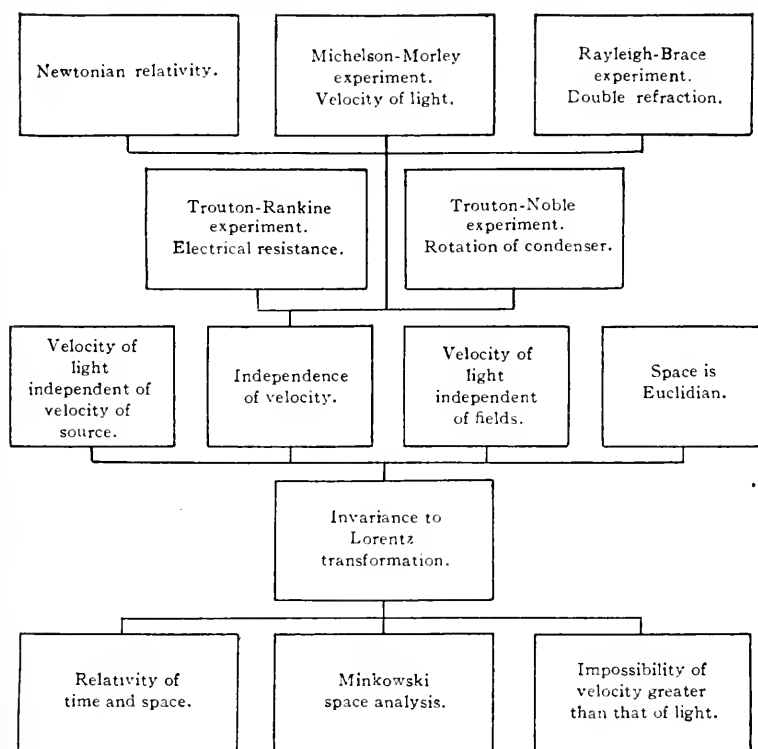 Newtonian relativity.
Michelson-Morley
experiment.
Velocity of light.
Rayleigh-Brace
experiment.
Double refraction.
Trouton-Rankine
experiment.
Electrical resistance.
Trouton-Noble
experiment.
Rotation of condenser.
Velocity of
light
independent of
velocity of
source.
Independence
of velocity.
Velocity of
light
independent
of fields.
Space is
Euclidian.
Invariance to
Lorentz
transformation.
Relativity of
time and space.
Minkowski
space analysis.
Impossibility of
velocity greater
than that of light.